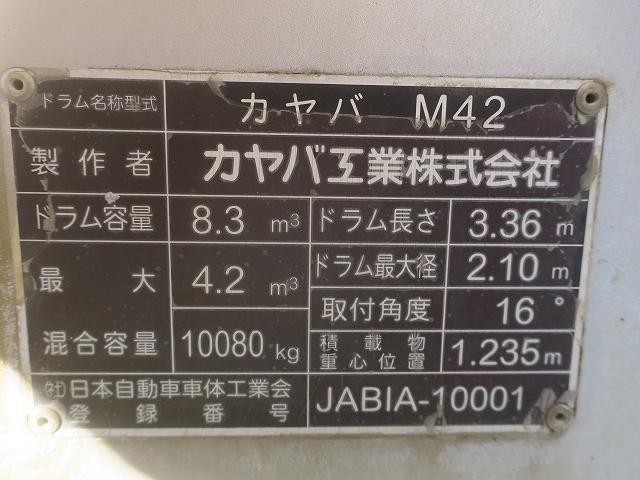 ドラム名称型式 カヤバ M42
製作者 カヤバ工業株式会社
ドラム容量 8.3 m³ ドラム長さ 3.36 m
最大 4.2 m³ ドラム最大径 2.10 m
取付角度 16°
混合容量 10080 kg 積載物重心位置 1.235m
(社)日本自動車車体工業会
登録番号 JABIA-10001